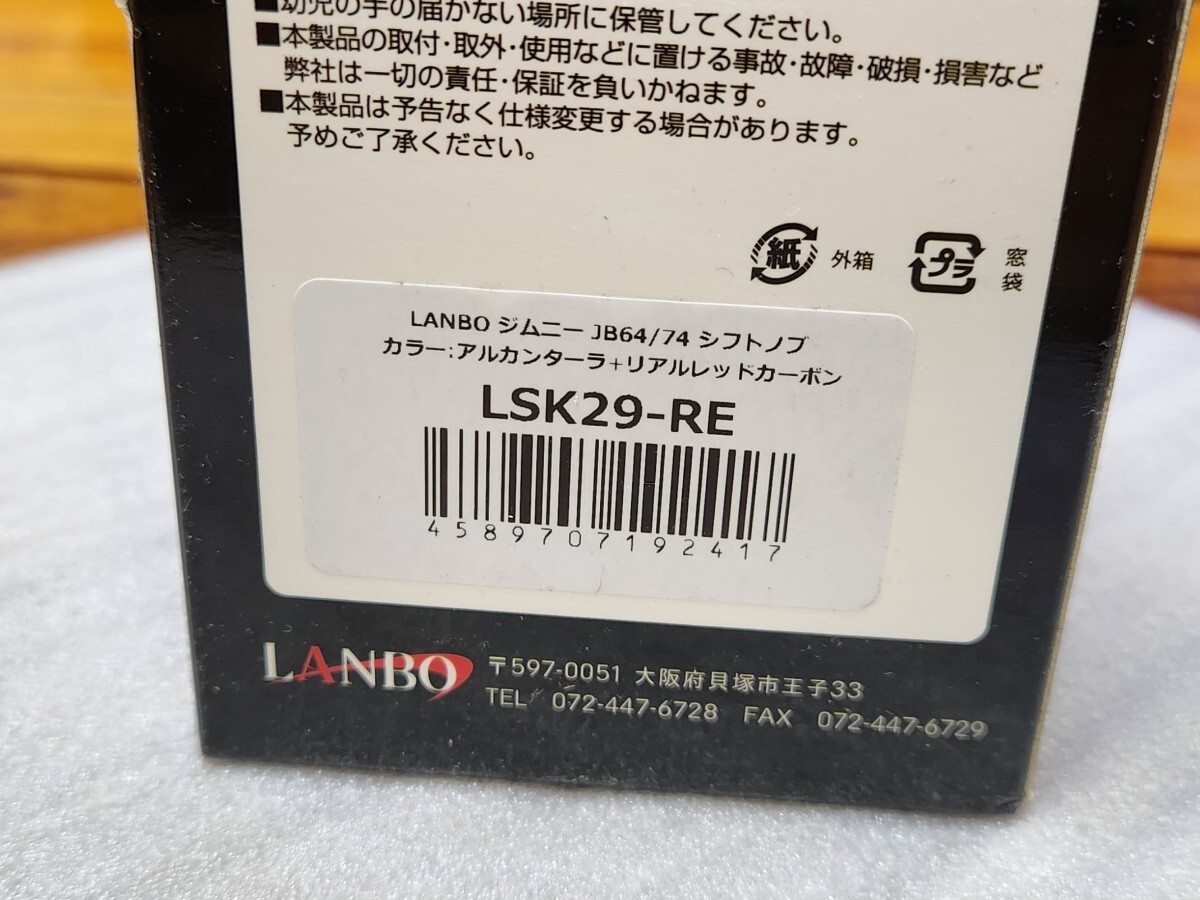 ■幼児の手の届かない場所に保管してください。
■本製品の取付・取外・使用などに置ける事故・故障・破損・損害など
弊社は一切の責任・保証を負いかねます。
■本製品は予告なく仕様変更する場合があります。
予めご了承ください。
紙 外箱 プラ 窓袋
LANBO ジムニー JB64/74 シフトノブ
カラー:アルカンターラ+リアルレッドカーボン
LSK29-RE
4589707192417
LANBO 〒597-0051 大阪府貝塚市王子33
TEL 072-447-6728 FAX 072-447-6729